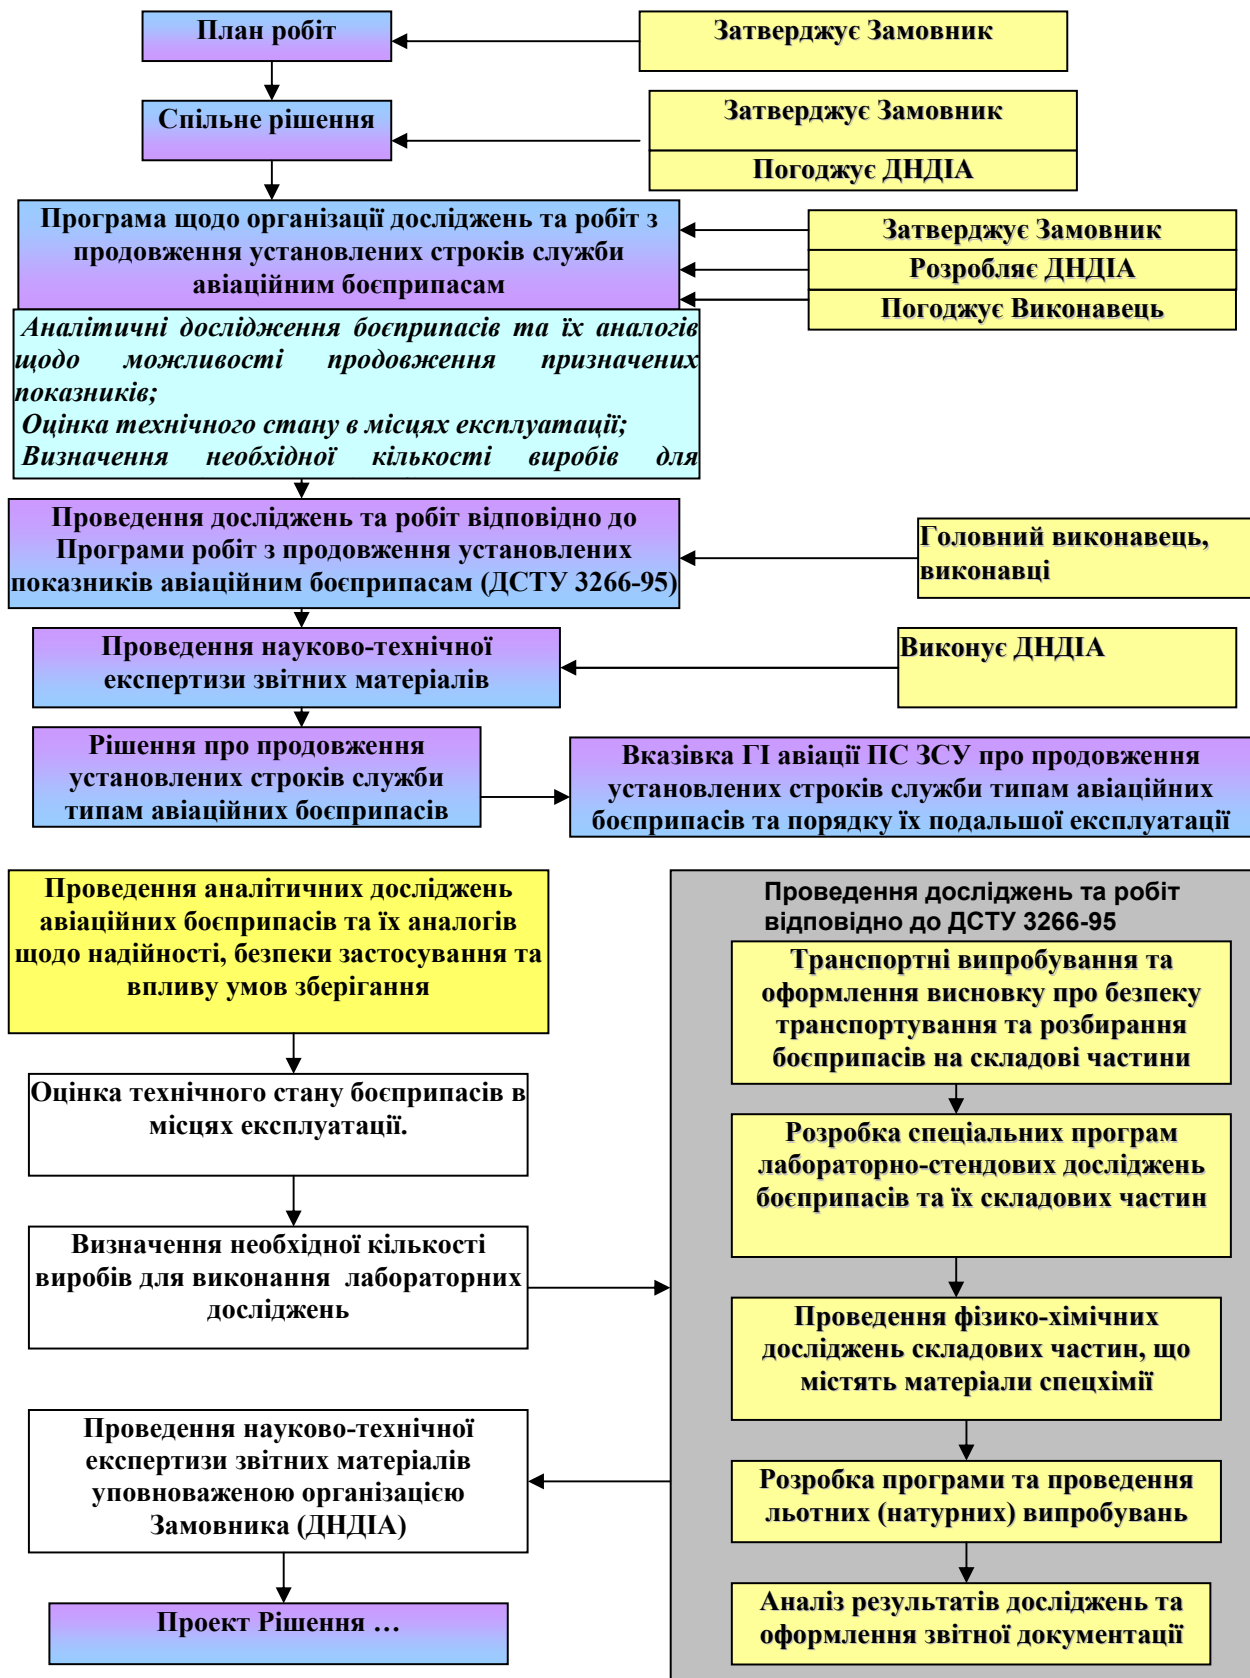 План робіт
Затверджує Замовник
Спільне рішення
Затверджує Замовник
Погоджує ДНДІА
Програма щодо організації досліджень та робіт з
продовження установлених строків служби
авіаційним боєприпасам
Затверджує Замовник
Розробляє ДНДІА
Погоджує Виконавець
Аналітичні дослідження боєприпасів та їх аналогів
щодо можливості продовження призначених
показників;
Оцінка технічного стану в місцях експлуатації;
Визначення необхідної кількості виробів для
Проведення досліджень та робіт відповідно до
Програми робіт з продовження установлених
показників авіаційним боєприпасам (ДСТУ 3266-95)
Головний виконавець,
виконавці
Проведення науково-технічної
експертизи звітних матеріалів
Виконує ДНДІА
Рішення про продовження
установлених строків служби
типам авіаційних боєприпасів
Вказівка ГІ авіації ПС ЗСУ про продовження
установлених строків служби типам авіаційних
боєприпасів та порядку їх подальшої експлуатації
Проведення аналітичних досліджень
авіаційних боєприпасів та їх аналогів
щодо надійності, безпеки застосування та
впливу умов зберігання
Оцінка технічного стану боєприпасів в
місцях експлуатації.
Визначення необхідної кількості
виробів для виконання лабораторних
досліджень
Проведення науково-технічної
експертизи звітних матеріалів
уповноваженою організацією
Замовника (ДНДІА)
Проект Рішення …
Проведення досліджень та робіт
відповідно до ДСТУ 3266-95
Транспортні випробування та
оформлення висновку про безпеку
транспортування та розбирання
боєприпасів на складові частини
Розробка спеціальних програм
лабораторно-стендових досліджень
боєприпасів та їх складових частин
Проведення фізико-хімічних
досліджень складових частин, що
містять матеріали спецхімії
Розробка програми та проведення
льотних (натурних) випробувань
Аналіз результатів досліджень та
оформлення звітної документації